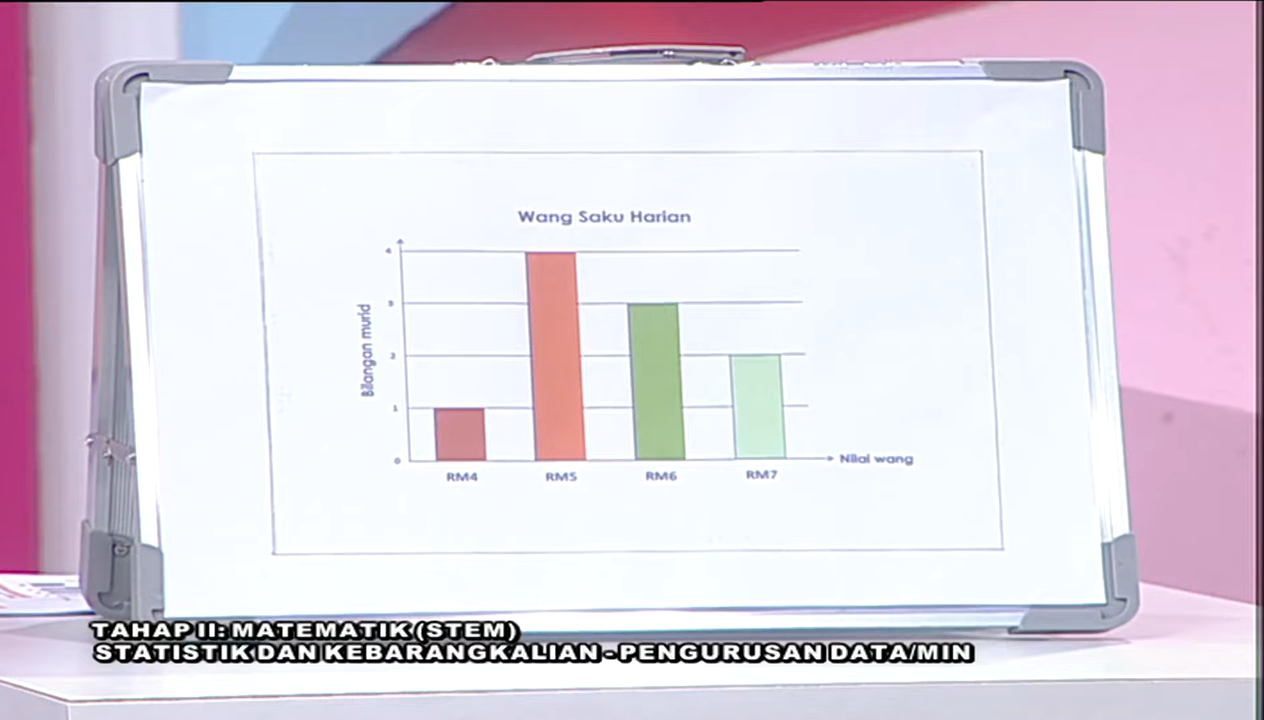 Wang Saku Harian
4
3
2
1
0
Bilangan murid
RM4 RM5 RM6 RM7
Nilai wang
TAHAP II: MATEMATIK (STEM)
STATISTIK DAN KEBARANGKALIAN - PENGURUSAN DATA/MIN